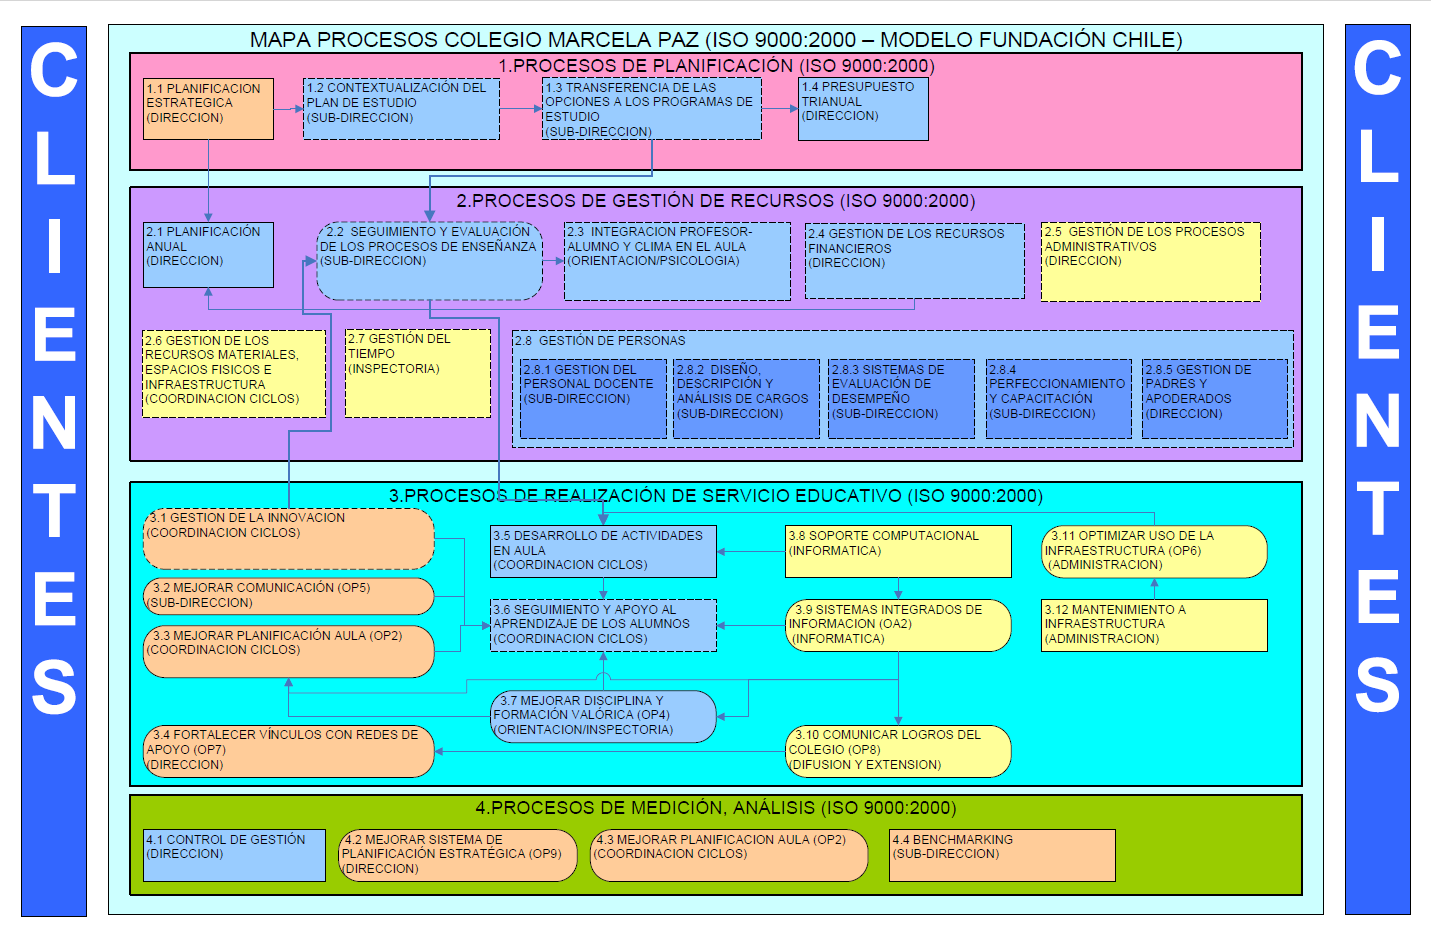 C
L
I
E
N
T
E
S
MAPA PROCESOS COLEGIO MARCELA PAZ (ISO 9000:2000 – MODELO FUNDACIÓN CHILE)
1.PROCESOS DE PLANIFICACIÓN (ISO 9000:2000)
1.1 PLANIFICACION
ESTRATEGICA
(DIRECCION)
1.2 CONTEXTUALIZACIÓN DEL
PLAN DE ESTUDIO
(SUB-DIRECCION)
1.3 TRANSFERENCIA DE LAS
OPCIONES A LOS PROGRAMAS DE
ESTUDIO
(SUB-DIRECCION)
1.4 PRESUPUESTO
TRIANUAL
(DIRECCION)
2.PROCESOS DE GESTIÓN DE RECURSOS (ISO 9000:2000)
2.1 PLANIFICACIÓN
ANUAL
(DIRECCION)
2.2 SEGUIMIENTO Y EVALUACIÓN
DE LOS PROCESOS DE ENSEÑANZA
(SUB-DIRECCION)
2.3 INTEGRACION PROFESOR-
ALUMNO Y CLIMA EN EL AULA
(ORIENTACION/PSICOLOGIA)
2.4 GESTION DE LOS RECURSOS
FINANCIEROS
(DIRECCION)
2.5 GESTIÓN DE LOS PROCESOS
ADMINISTRATIVOS
(DIRECCION)
2.6 GESTION DE LOS
RECURSOS MATERIALES,
ESPACIOS FISICOS E
INFRAESTRUCTURA
(COORDINACION CICLOS)
2.7 GESTIÓN DEL
TIEMPO
(INSPECTORIA)
2.8 GESTIÓN DE PERSONAS
2.8.1 GESTION DEL
PERSONAL DOCENTE
(SUB-DIRECCION)
2.8.2 DISEÑO,
DESCRIPCIÓN Y
ANÁLISIS DE CARGOS
(SUB-DIRECCION)
2.8.3 SISTEMAS DE
EVALUACIÓN DE
DESEMPEÑO
(SUB-DIRECCION)
2.8.4
PERFECCIONAMIENTO
Y CAPACITACIÓN
(SUB-DIRECCION)
2.8.5 GESTION DE
PADRES Y
APODERADOS
(DIRECCION)
3.PROCESOS DE REALIZACIÓN DE SERVICIO EDUCATIVO (ISO 9000:2000)
3.1 GESTION DE LA INNOVACION
(COORDINACION CICLOS)
3.2 MEJORAR COMUNICACIÓN (OP5)
(SUB-DIRECCION)
3.3 MEJORAR PLANIFICACIÓN AULA (OP2)
(COORDINACION CICLOS)
3.4 FORTALECER VÍNCULOS CON REDES DE
APOYO (OP7)
(DIRECCION)
3.5 DESARROLLO DE ACTIVIDADES
EN AULA
(COORDINACION CICLOS)
3.6 SEGUIMIENTO Y APOYO AL
APRENDIZAJE DE LOS ALUMNOS
(COORDINACION CICLOS)
3.7 MEJORAR DISCIPLINA Y
FORMACIÓN VALÓRICA (OP4)
(ORIENTACION/INSPECTORIA)
3.8 SOPORTE COMPUTACIONAL
(INFORMATICA)
3.9 SISTEMAS INTEGRADOS DE
INFORMACION (OA2)
(INFORMATICA)
3.10 COMUNICAR LOGROS DEL
COLEGIO (OP8)
(DIFUSION Y EXTENSION)
3.11 OPTIMIZAR USO DE LA
INFRAESTRUCTURA (OP6)
(ADMINISTRACION)
3.12 MANTENIMIENTO A
INFRAESTRUCTURA
(ADMINISTRACION)
4.PROCESOS DE MEDICIÓN, ANÁLISIS (ISO 9000:2000)
4.1 CONTROL DE GESTIÓN
(DIRECCION)
4.2 MEJORAR SISTEMA DE
PLANIFICACIÓN ESTRATÉGICA (OP9)
(DIRECCION)
4.3 MEJORAR PLANIFICACION AULA (OP2)
(COORDINACION CICLOS)
4.4 BENCHMARKING
(SUB-DIRECCION)
C
L
I
E
N
T
E
S